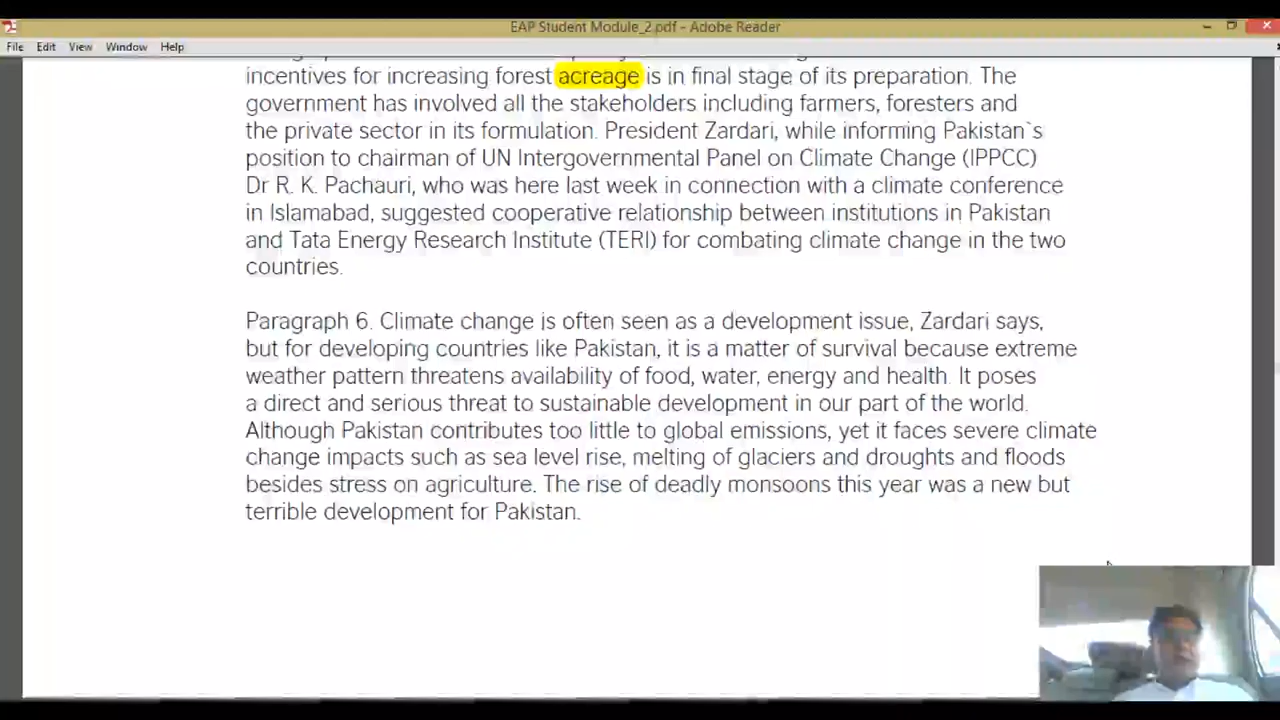 EAP Student Module_2.pdf - Adobe Reader
File Edit View Window Help
incentives for increasing forest acreage is in final stage of its preparation. The
government has involved all the stakeholders including farmers, foresters and
the private sector in its formulation. President Zardari, while informing Pakistan`s
position to chairman of UN Intergovernmental Panel on Climate Change (IPPCC)
Dr R. K. Pachauri, who was here last week in connection with a climate conference
in Islamabad, suggested cooperative relationship between institutions in Pakistan
and Tata Energy Research Institute (TERI) for combating climate change in the two
countries.
Paragraph 6. Climate change is often seen as a development issue, Zardari says,
but for developing countries like Pakistan, it is a matter of survival because extreme
weather pattern threatens availability of food, water, energy and health. It poses
a direct and serious threat to sustainable development in our part of the world.
Although Pakistan contributes too little to global emissions, yet it faces severe climate
change impacts such as sea level rise, melting of glaciers and droughts and floods
besides stress on agriculture. The rise of deadly monsoons this year was a new but
terrible development for Pakistan.